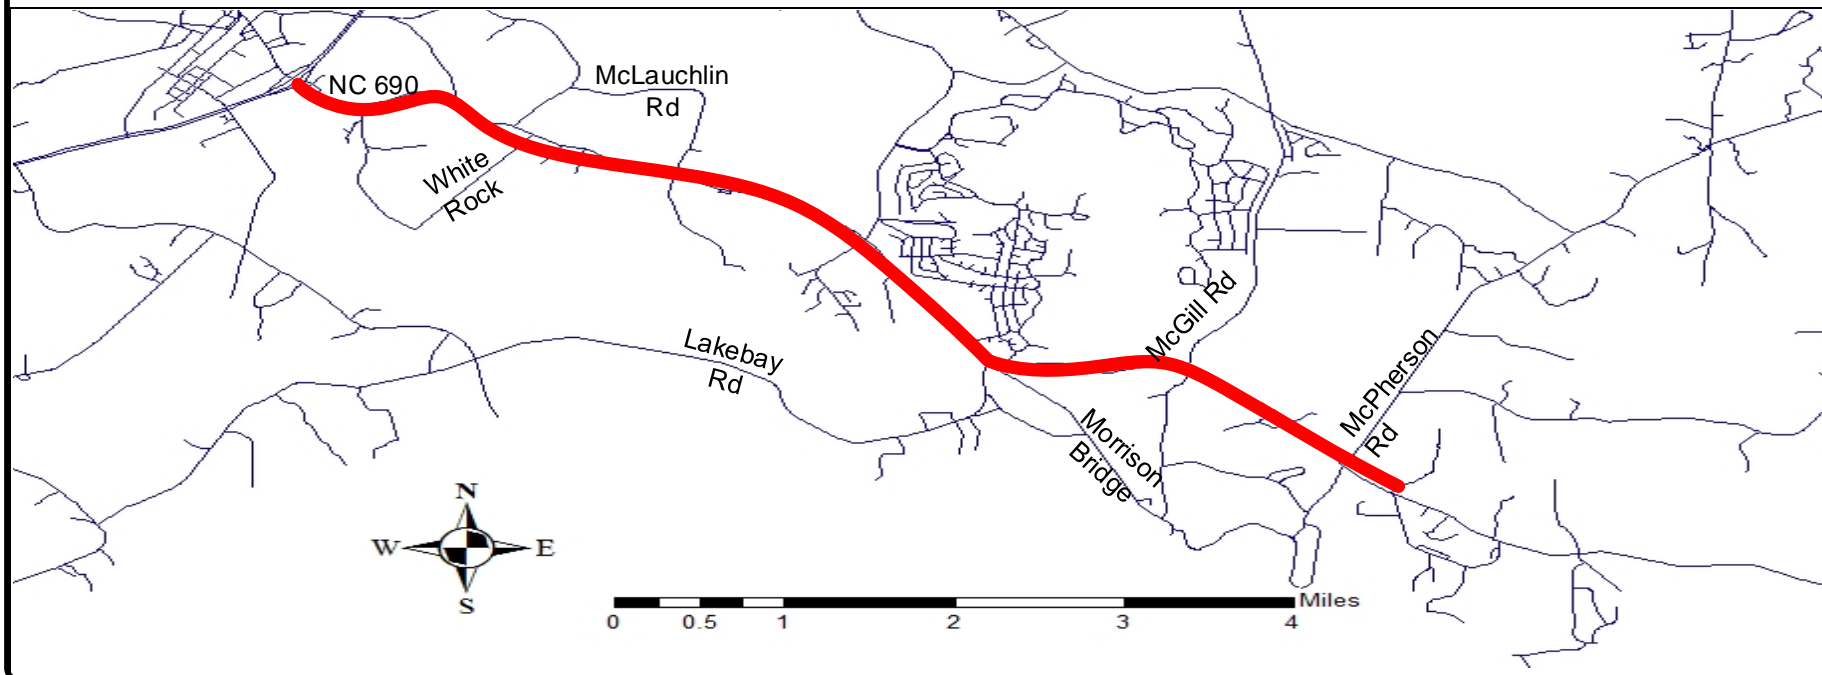 NC 690
McLauchlin
Rd
White
Rock
McGill Rd
Lakebay
Rd
McPherson
Rd
Morrison
Bridge
N
W E
S
Miles
0 0.5 1 2 3 4